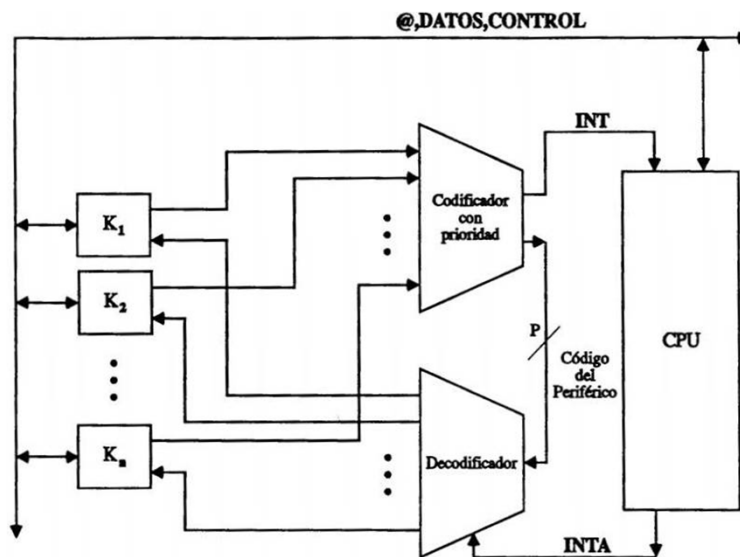 @,DATOS,CONTROL
INT
K1
Codificador
con
prioridad
K2
P
Código
del
Periférico
CPU
Kn
Decodificador
INTA